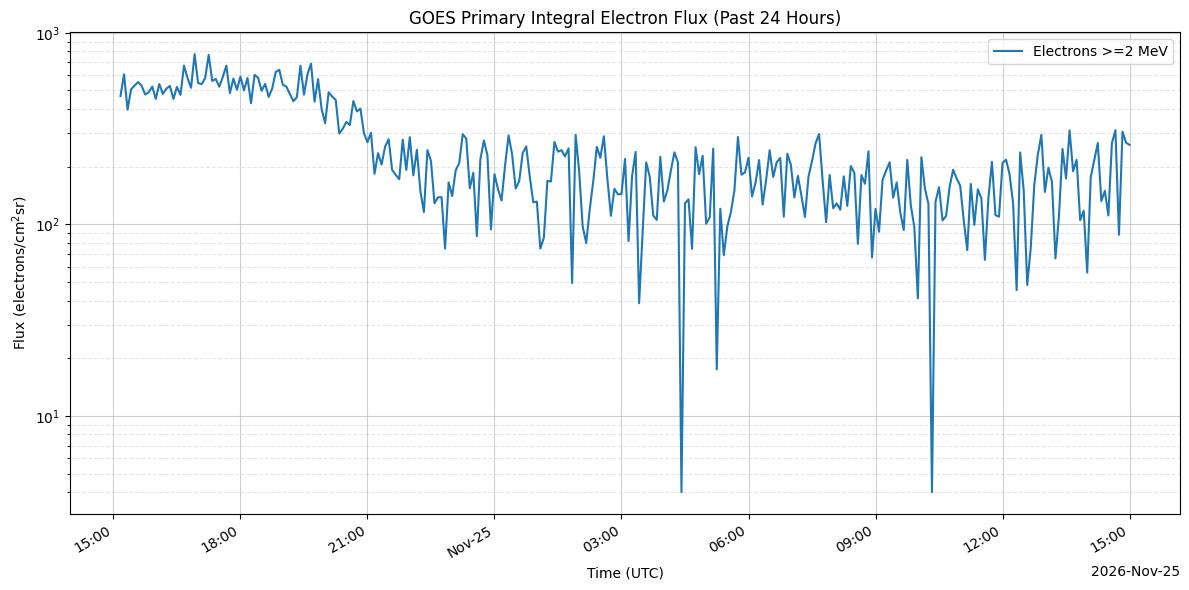 GOES Primary Integral Electron Flux (Past 24 Hours)
Electrons >=2 MeV
Flux (electrons/cm²sr)
10³
10²
10¹
15:00
18:00
21:00
Nov-25
03:00
06:00
09:00
12:00
15:00
Time (UTC)
2026-Nov-25